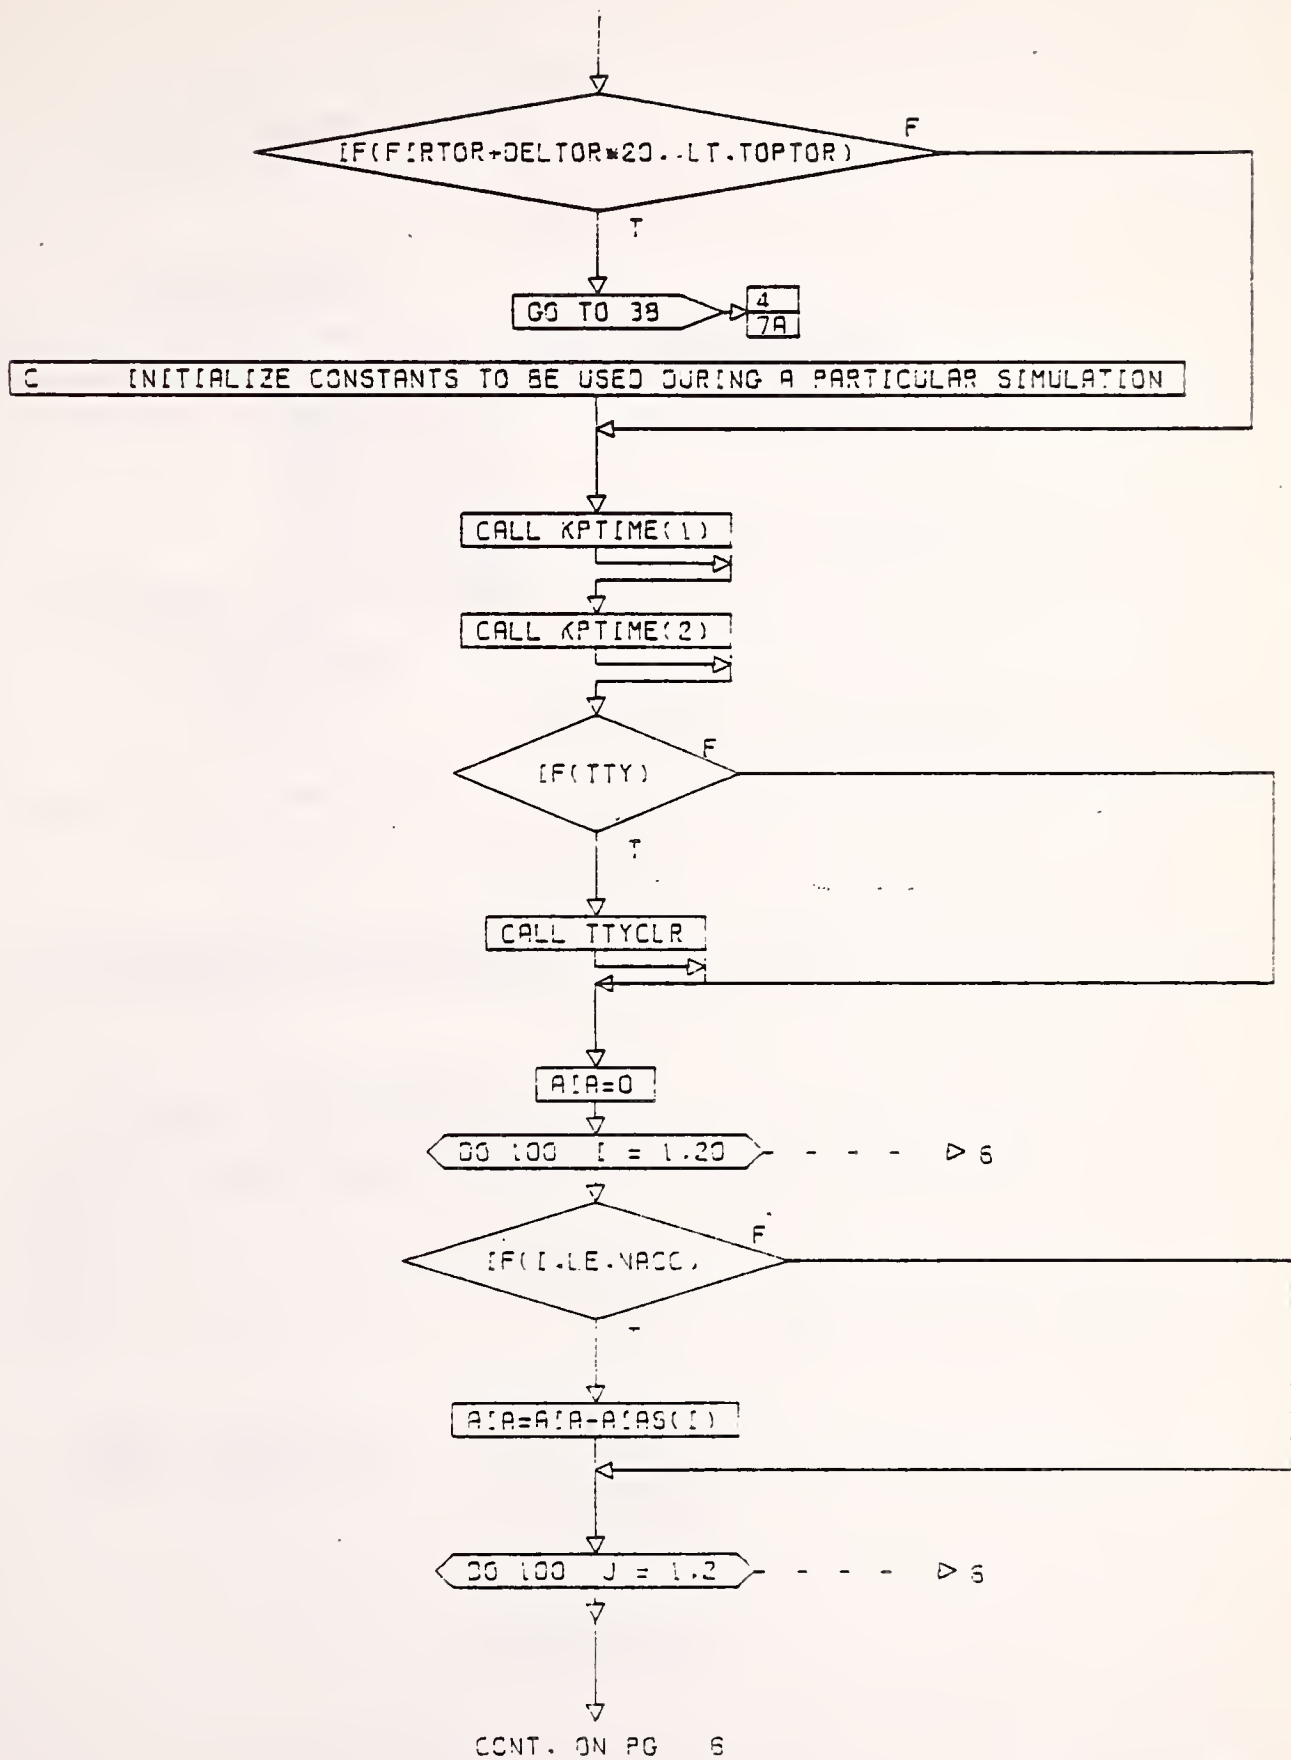 F
IF(FIRTOR+DELTOR*20..LT.TOPTOR)
T
GO TO 38
4
7A
C INITIALIZE CONSTANTS TO BE USED DURING A PARTICULAR SIMULATION
CALL KPTIME(1)
CALL KPTIME(2)
F
IF(TTY)
T
CALL TTYCLR
AIA=0
DO 100 I = 1.20 6
F
IF(I.LE.NACC)
T
AIA=AIA+AIAS(I)
DO 100 J = 1.2 6
CONT. ON PG 6